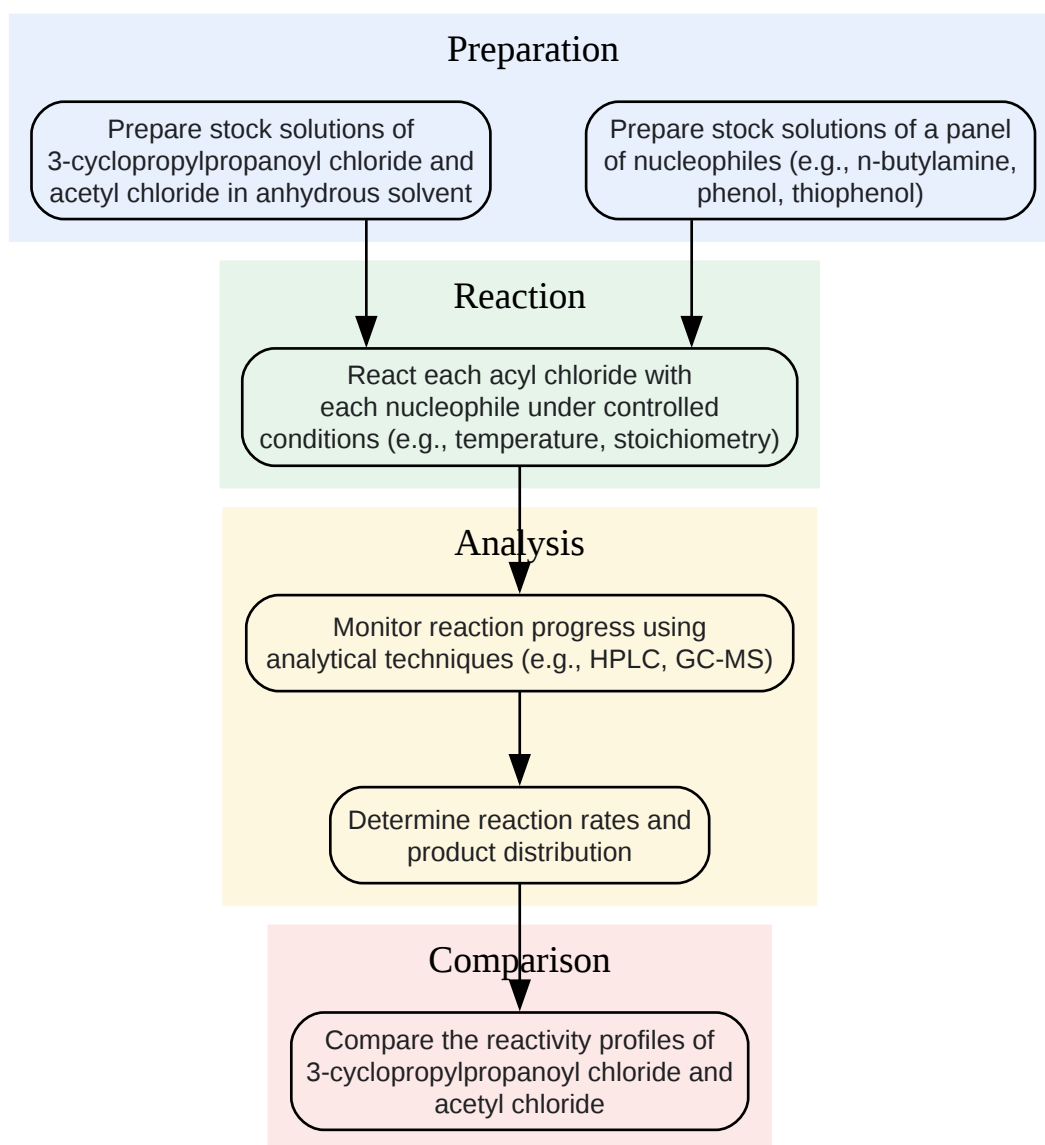 Preparation
Prepare stock solutions of
3-cyclopropylpropanoyl chloride and
acetyl chloride in anhydrous solvent
Prepare stock solutions of a panel
of nucleophiles (e.g., n-butylamine,
phenol, thiophenol)
Reaction
React each acyl chloride with
each nucleophile under controlled
conditions (e.g., temperature, stoichiometry)
Analysis
Monitor reaction progress using
analytical techniques (e.g., HPLC, GC-MS)
Determine reaction rates and
product distribution
Comparison
Compare the reactivity profiles of
3-cyclopropylpropanoyl chloride and
acetyl chloride